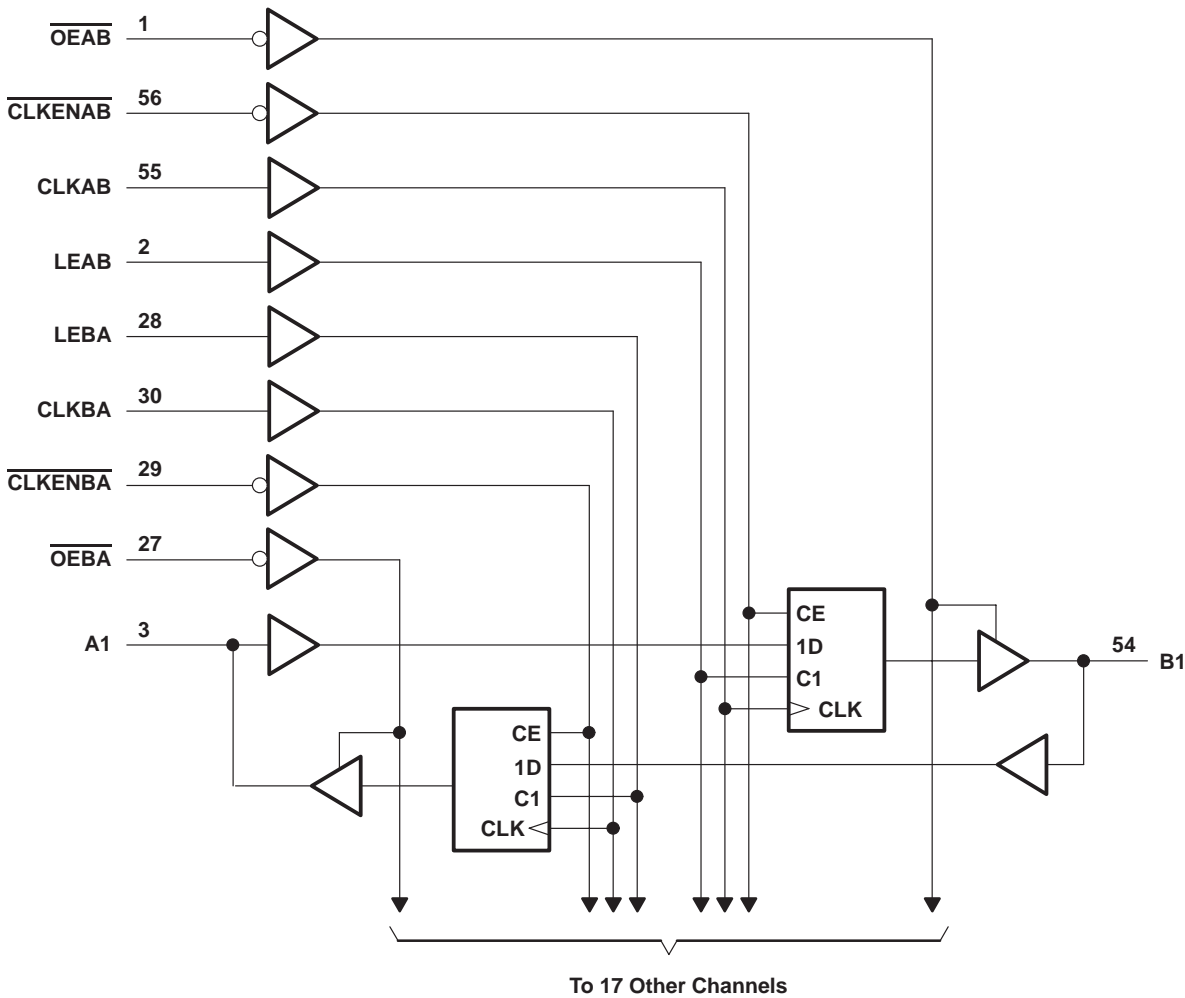 OEAB 1
CLKENAB 56
CLKAB 55
LEAB 2
LEBA 28
CLKBA 30
CLKENBA 29
OEBA 27
A1 3
CE
1D
C1
CLK
54 B1
CE
1D
C1
CLK
To 17 Other Channels